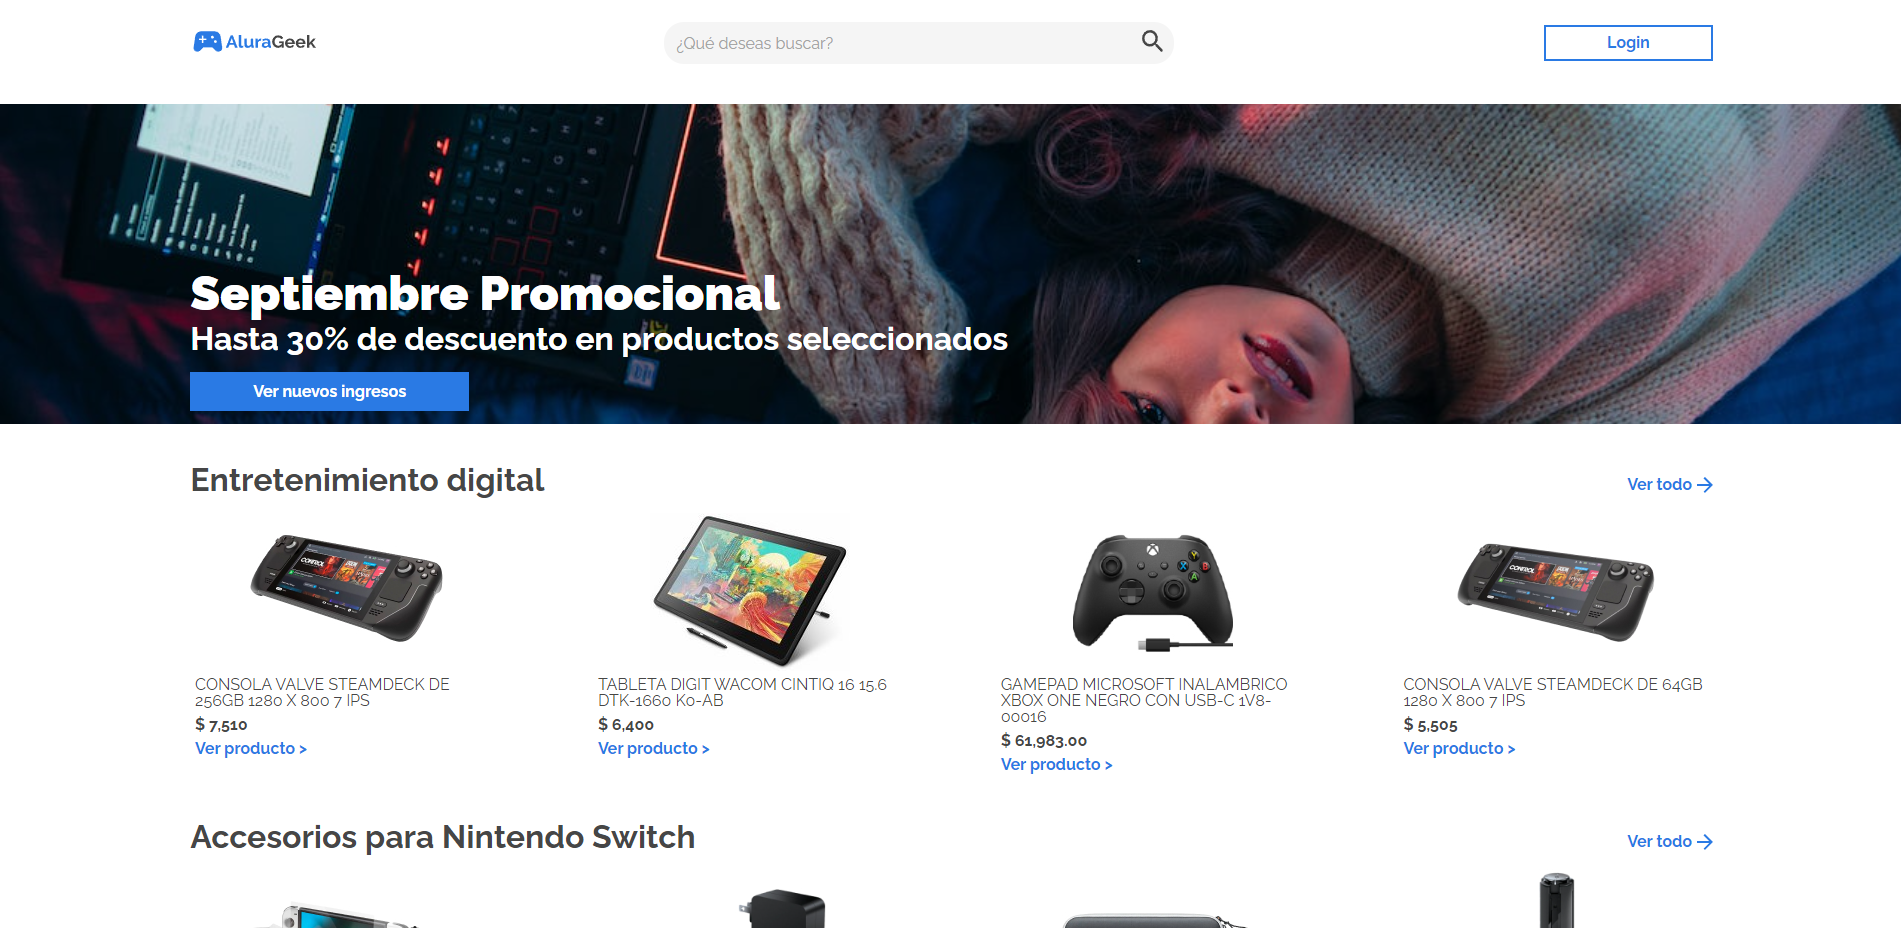 AluraGeek
¿Qué deseas buscar?
Login
Septiembre Promocional
Hasta 30% de descuento en productos seleccionados
Ver nuevos ingresos
Entretenimiento digital
Ver todo
CONTROL
CONTROL
CONSOLA VALVE STEAMDECK DE
256GB 1280 X 800 7 IPS
$ 7,510
Ver producto >
TABLETA DIGIT WACOM CINTIQ 16 15.6
DTK-1660 K0-AB
$ 6,400
Ver producto >
GAMEPAD MICROSOFT INALAMBRICO
XBOX ONE NEGRO CON USB-C 1V8-
00016
$ 61,983.00
Ver producto >
CONSOLA VALVE STEAMDECK DE 64GB
1280 X 800 7 IPS
$ 5,505
Ver producto >
Accesorios para Nintendo Switch
Ver todo